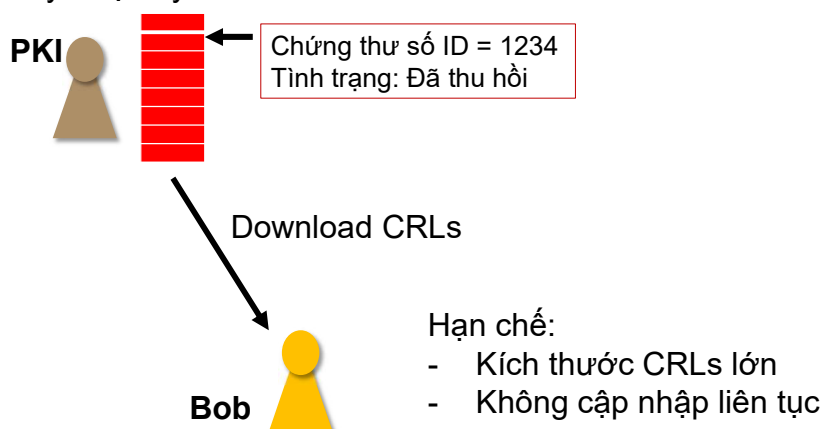 PKI
Chứng thư số ID = 1234
Tình trạng: Đã thu hồi
Download CRLs
Hạn chế:
- Kích thước CRLs lớn
- Không cập nhập liên tục
Bob